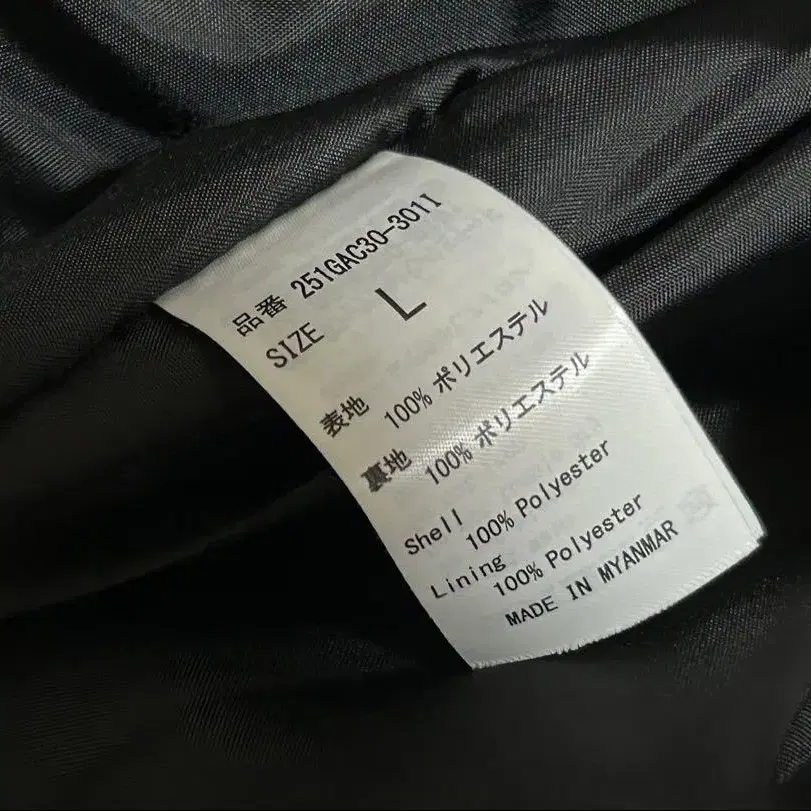 品番 251GAC30-301I
SIZE L
表地 100% ポリエステル
裏地 100% ポリエステル
Shell 100% Polyester
Lining 100% Polyester
MADE IN MYANMAR